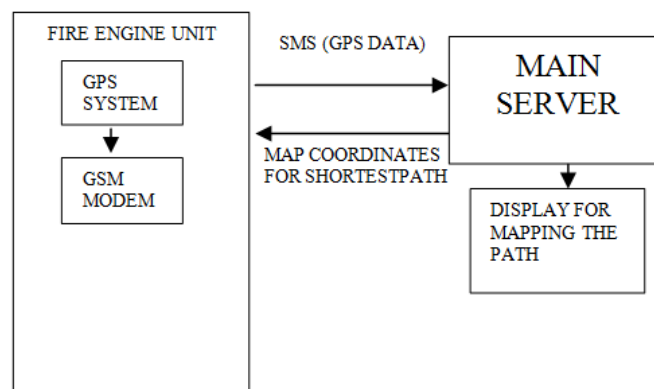 FIRE ENGINE UNIT
GPS
SYSTEM
GSM
MODEM
SMS (GPS DATA)
MAP COORDINATES
FOR SHORTESTPATH
MAIN
SERVER
DISPLAY FOR
MAPPING THE
PATH